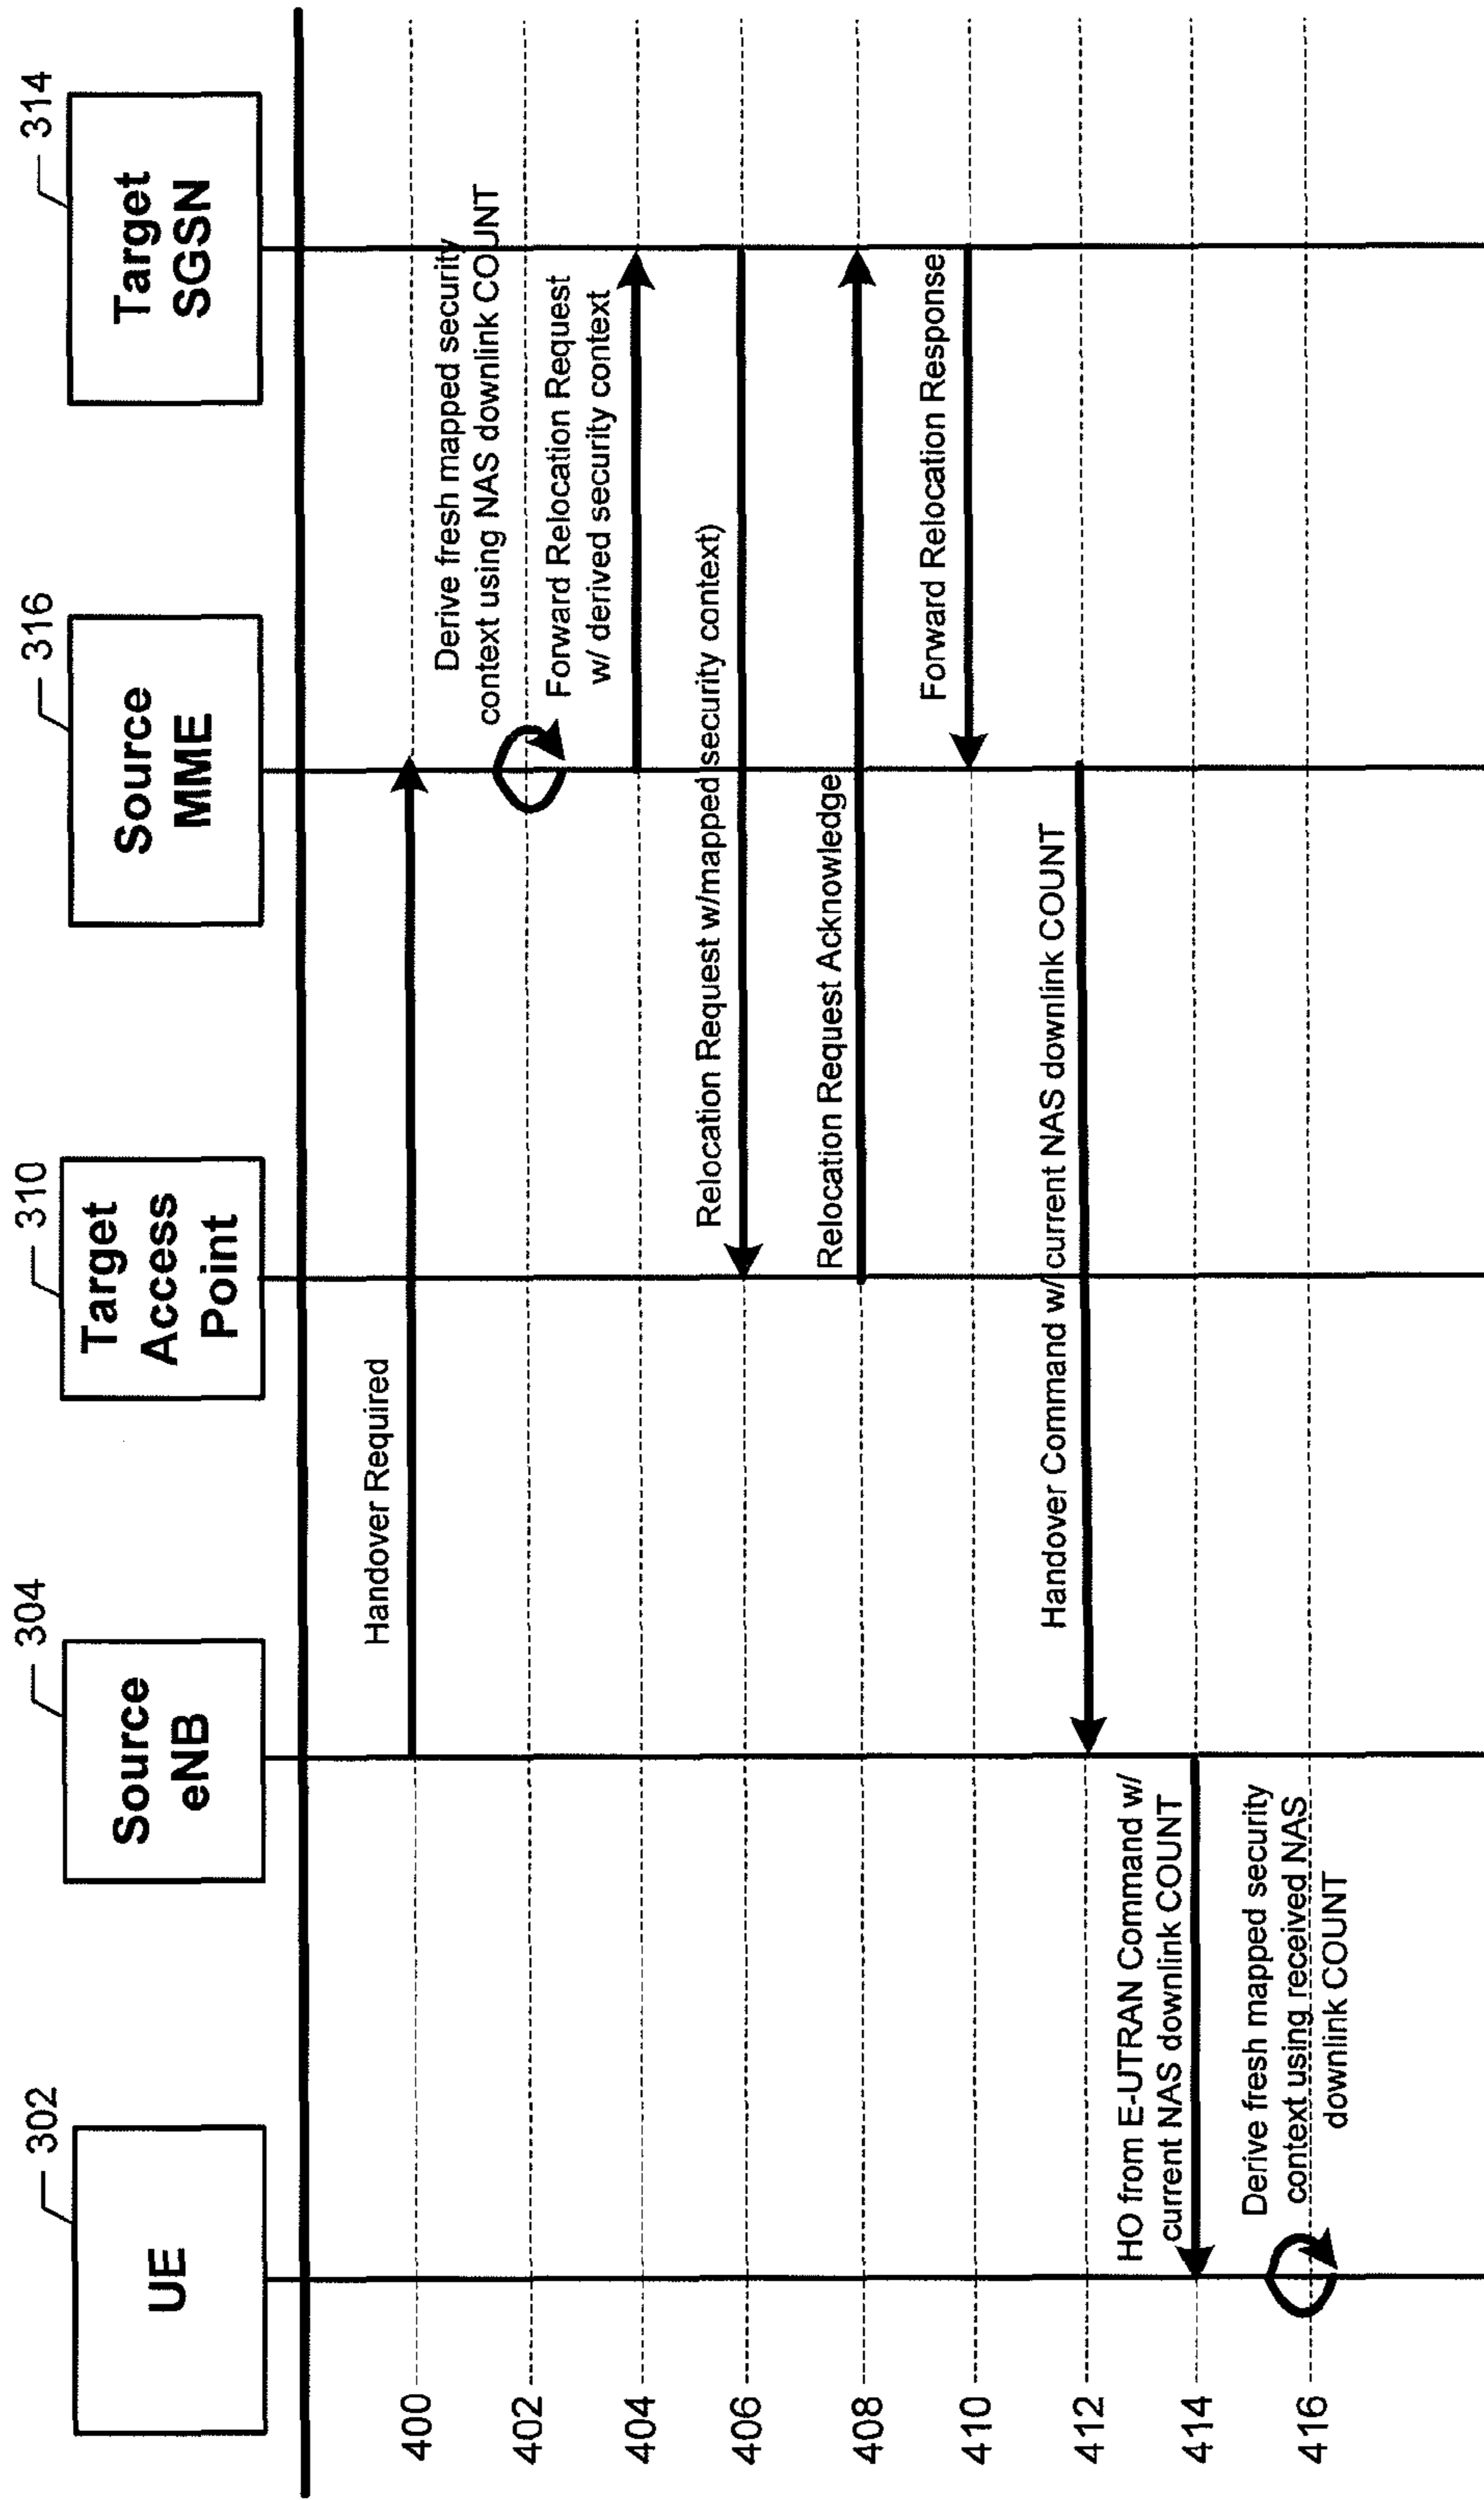 302
UE
304
Source
eNB
310
Target
Access
Point
316
Source
MME
314
Target
SGSN
400
Handover Required
402
Derive fresh mapped security
context using NAS downlink COUNT
404
Forward Relocation Request
w/ derived security context
406
Relocation Request w/mapped security context)
408
Relocation Request Acknowledge
410
Forward Relocation Response
412
Handover Command w/ current NAS downlink COUNT
414
HO from E-UTRAN Command w/
current NAS downlink COUNT
416
Derive fresh mapped security
context using received NAS
downlink COUNT